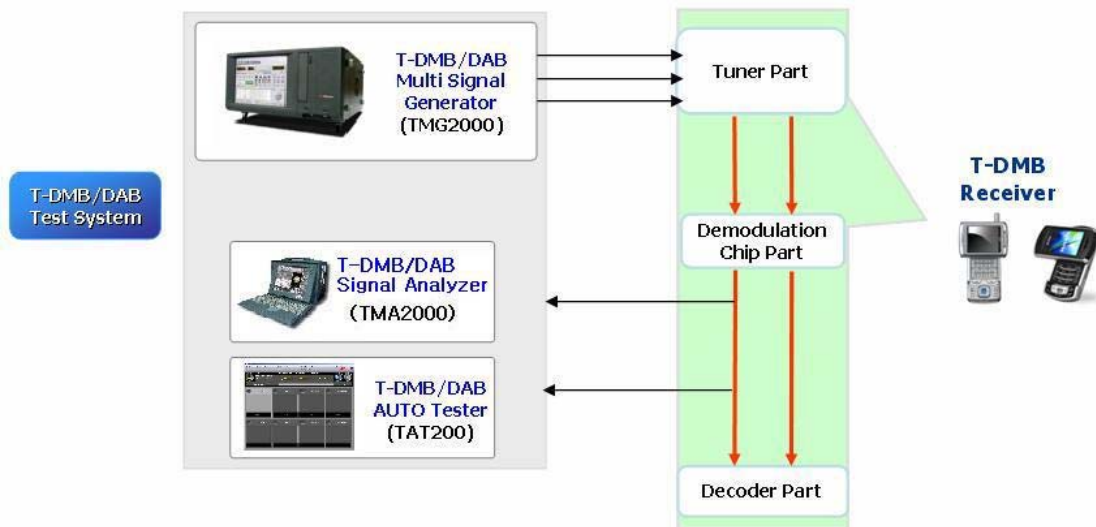 T-DMB/DAB
Multi Signal
Generator
(TMG2000)
Tuner Part
T-DMB/DAB
Test System
T-DMB
Receiver
Demodulation
Chip Part
T-DMB/DAB
Signal Analyzer
(TMA2000)
T-DMB/DAB
AUTO Tester
(TAT200)
Decoder Part